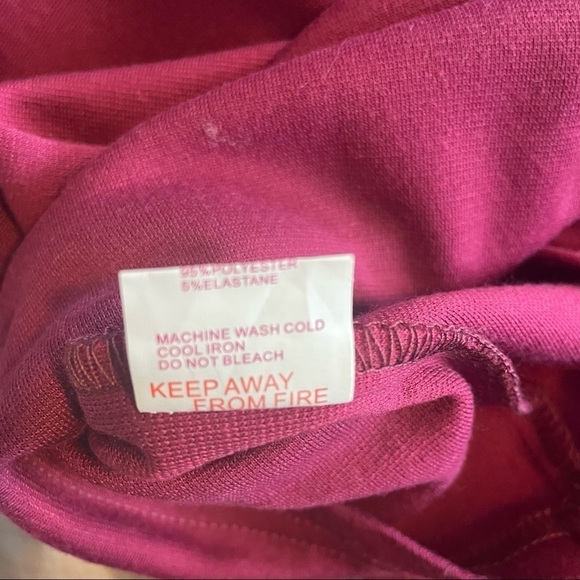 95%POLYESTER
5%ELASTANE
MACHINE WASH COLD
COOL IRON
DO NOT BLEACH
KEEP AWAY
FROM FIRE